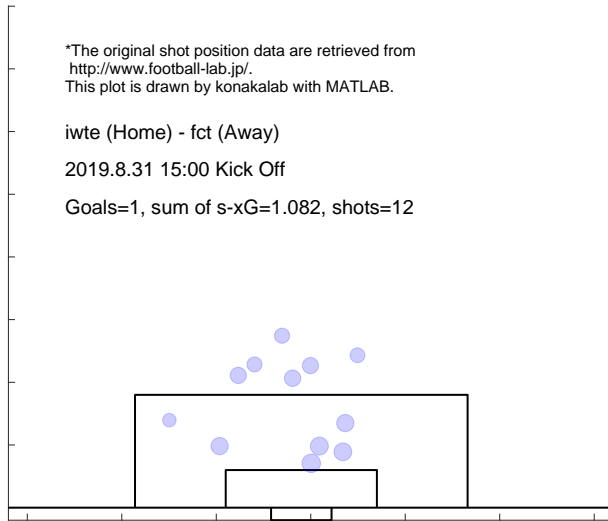 *The original shot position data are retrieved from
http://www.football-lab.jp/.
This plot is drawn by konakalab with MATLAB.
iwte (Home) - fct (Away)
2019.8.31 15:00 Kick Off
Goals=1, sum of s-xG=1.082, shots=12